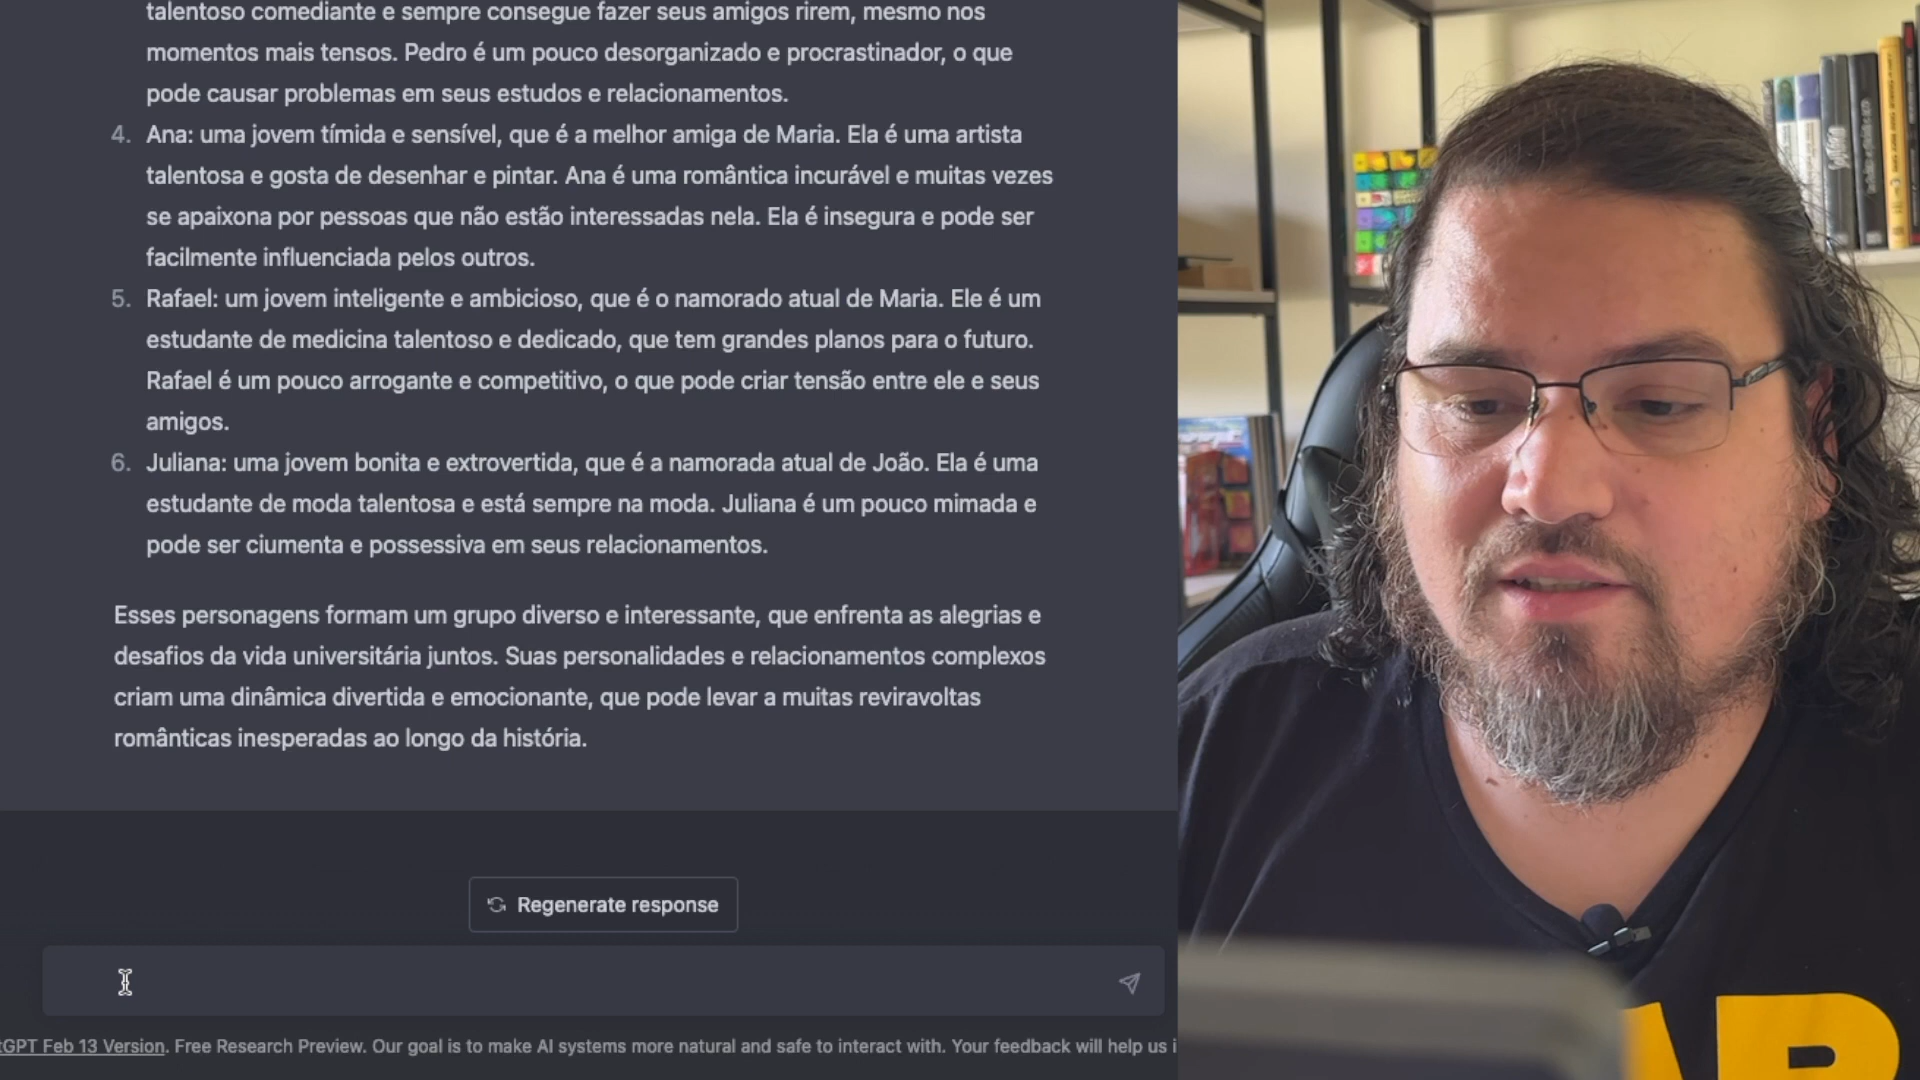 talentoso comediante e sempre consegue fazer seus amigos rirem, mesmo nos
momentos mais tensos. Pedro é um pouco desorganizado e procrastinador, o que
pode causar problemas em seus estudos e relacionamentos.
4. Ana: uma jovem tímida e sensível, que é a melhor amiga de Maria. Ela é uma artista
talentosa e gosta de desenhar e pintar. Ana é uma romântica incurável e muitas vezes
se apaixona por pessoas que não estão interessadas nela. Ela é insegura e pode ser
facilmente influenciada pelos outros.
5. Rafael: um jovem inteligente e ambicioso, que é o namorado atual de Maria. Ele é um
estudante de medicina talentoso e dedicado, que tem grandes planos para o futuro.
Rafael é um pouco arrogante e competitivo, o que pode criar tensão entre ele e seus
amigos.
6. Juliana: uma jovem bonita e extrovertida, que é a namorada atual de João. Ela é uma
estudante de moda talentosa e está sempre na moda. Juliana é um pouco mimada e
pode ser ciumenta e possessiva em seus relacionamentos.
Esses personagens formam um grupo diverso e interessante, que enfrenta as alegrias e
desafios da vida universitária juntos. Suas personalidades e relacionamentos complexos
criam uma dinâmica divertida e emocionante, que pode levar a muitas reviravoltas
românticas inesperadas ao longo da história.
Regenerate response
GPT Feb 13 Version. Free Research Preview. Our goal is to make AI systems more natural and safe to interact with. Your feedback will help us i